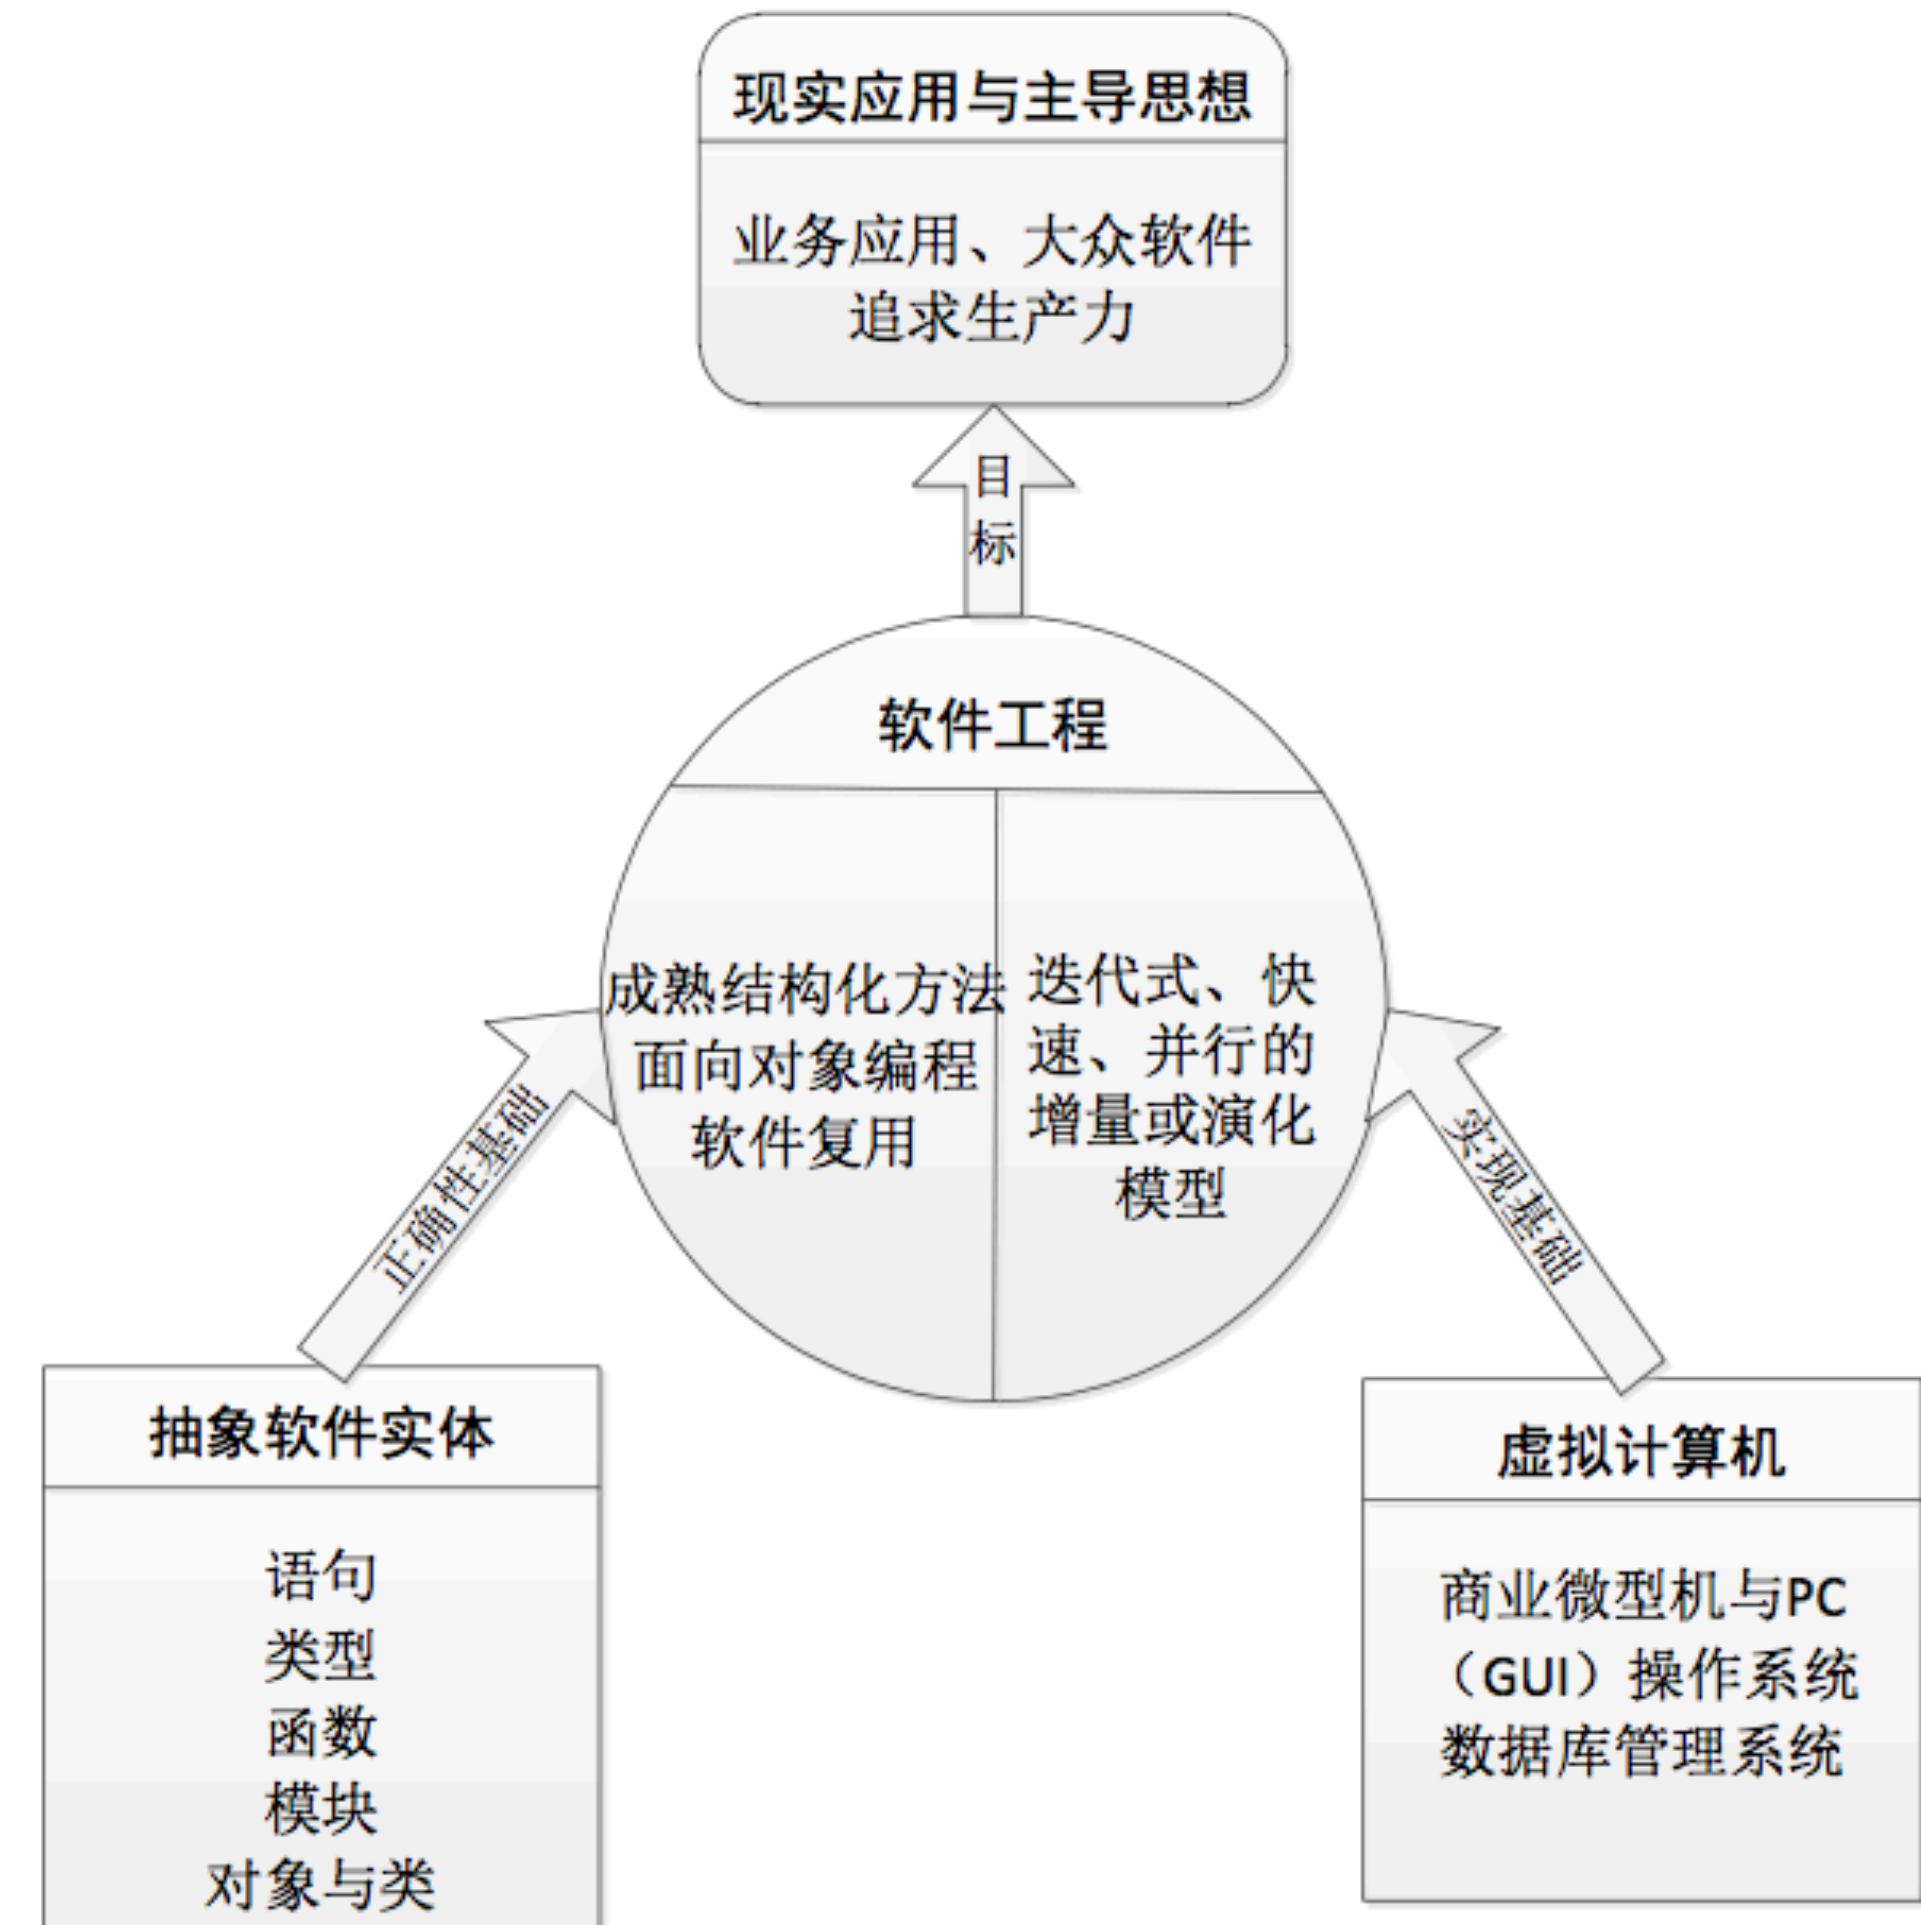 现实应用与主导思想
业务应用、大众软件
追求生产力
目
标
软件工程
成熟结构化方法
面向对象编程
软件复用
迭代式、快
速、并行的
增量或演化
模型
正确性基础
实现基础
抽象软件实体
语句
类型
函数
模块
对象与类
虚拟计算机
商业微型机与PC
（GUI）操作系统
数据库管理系统